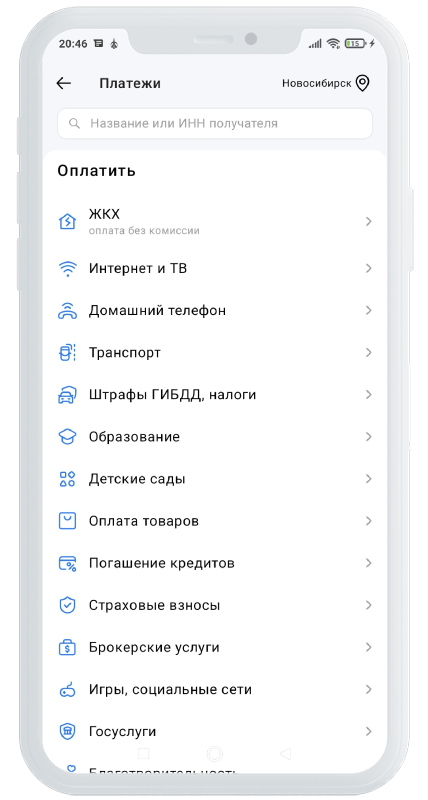 20:46
15
Платежи
Новосибирск
Название или ИНН получателя
Оплатить
ЖКХ
оплата без комиссии
Интернет и ТВ
Домашний телефон
Транспорт
Штрафы ГИБДД, налоги
Образование
Детские сады
Оплата товаров
Погашение кредитов
Страховые взносы
Брокерские услуги
Игры, социальные сети
Госуслуги
Благотворительность